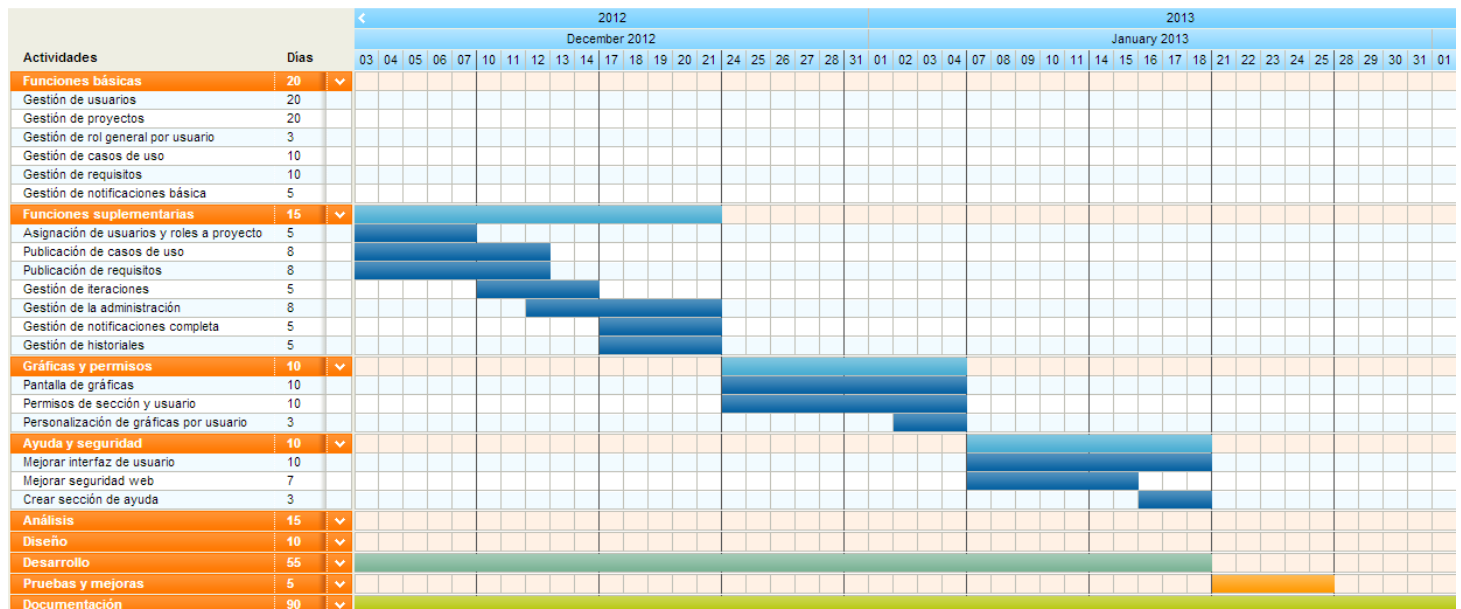 2012 2013
December 2012 January 2013
Actividades Días 03 04 05 06 07 10 11 12 13 14 17 18 19 20 21 24 25 26 27 28 31 01 02 03 04 07 08 09 10 11 14 15 16 17 18 21 22 23 24 25 28 29 30 31 01
Funciones básicas 20
Gestión de usuarios 20
Gestión de proyectos 20
Gestión de rol general por usuario 3
Gestión de casos de uso 10
Gestión de requisitos 10
Gestión de notificaciones básica 5
Funciones suplementarias 15
Asignación de usuarios y roles a proyecto 5
Publicación de casos de uso 8
Publicación de requisitos 8
Gestión de iteraciones 5
Gestión de la administración 8
Gestión de notificaciones completa 5
Gestión de historiales 5
Gráficas y permisos 10
Pantalla de gráficas 10
Permisos de sección y usuario 10
Personalización de gráficas por usuario 3
Ayuda y seguridad 10
Mejorar interfaz de usuario 10
Mejorar seguridad web 7
Crear sección de ayuda 3
Análisis 15
Diseño 10
Desarrollo 55
Pruebas y mejoras 5
Documentación 90